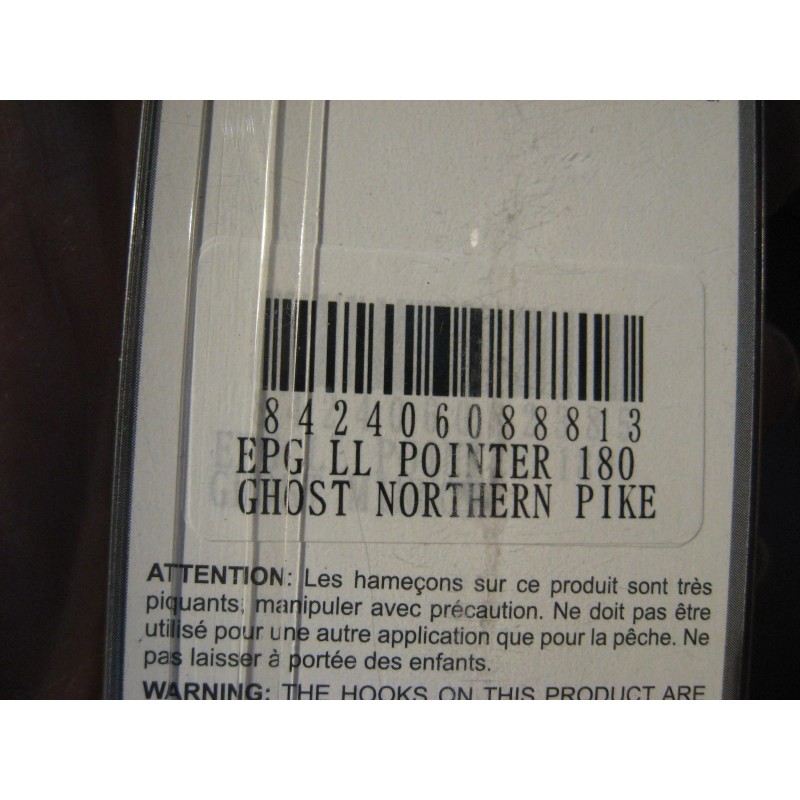 842406088813
EPG LL POINTER 180
GHOST NORTHERN PIKE
ATTENTION: Les hameçons sur ce produit sont très
piquants, manipuler avec précaution. Ne doit pas être
utilisé pour une autre application que pour la pêche. Ne
pas laisser à portée des enfants.
WARNING: THE HOOKS ON THIS PRODUCT ARE